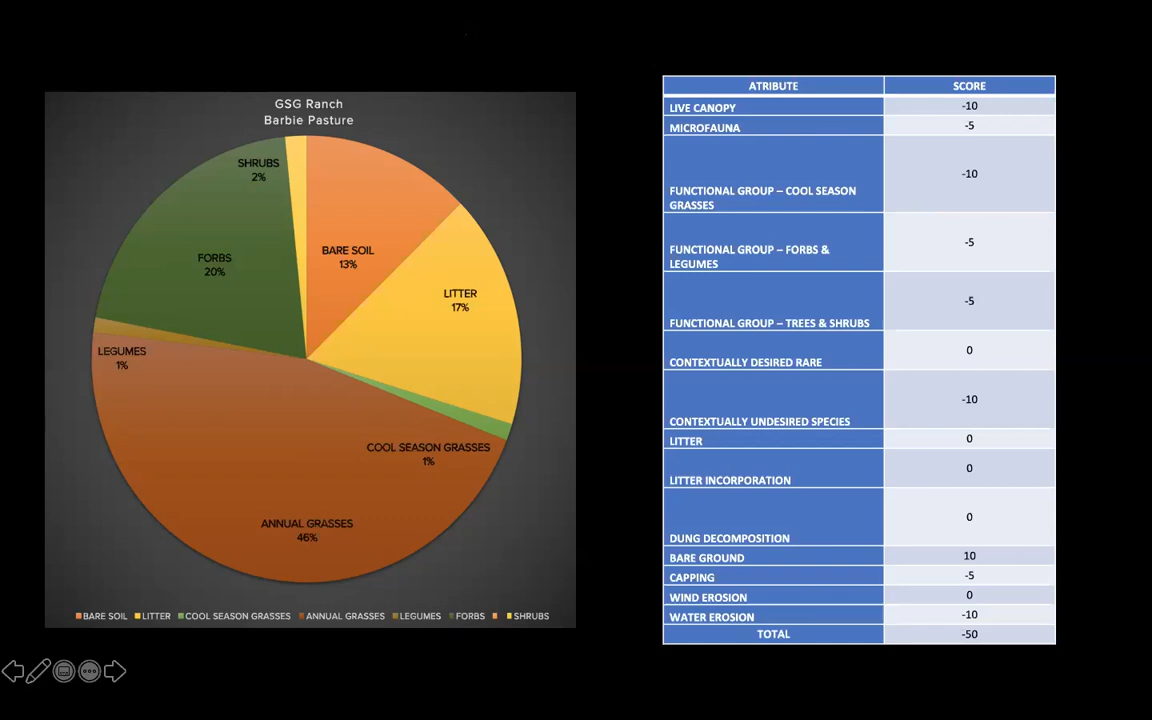 GSG Ranch
Barbie Pasture
SHRUBS
2%
BARE SOIL
13%
FORBS
20%
LITTER
17%
LEGUMES
1%
COOL SEASON GRASSES
1%
ANNUAL GRASSES
46%
BARE SOIL LITTER COOL SEASON GRASSES ANNUAL GRASSES LEGUMES FORBS SHRUBS
ATRIBUTE SCORE
LIVE CANOPY -10
MICROFAUNA -5
FUNCTIONAL GROUP – COOL SEASON
GRASSES -10
FUNCTIONAL GROUP – FORBS &
LEGUMES -5
FUNCTIONAL GROUP – TREES & SHRUBS -5
CONTEXTUALLY DESIRED RARE 0
CONTEXTUALLY UNDESIRED SPECIES -10
LITTER 0
LITTER INCORPORATION 0
DUNG DECOMPOSITION 0
BARE GROUND 10
CAPPING -5
WIND EROSION 0
WATER EROSION -10
TOTAL -50